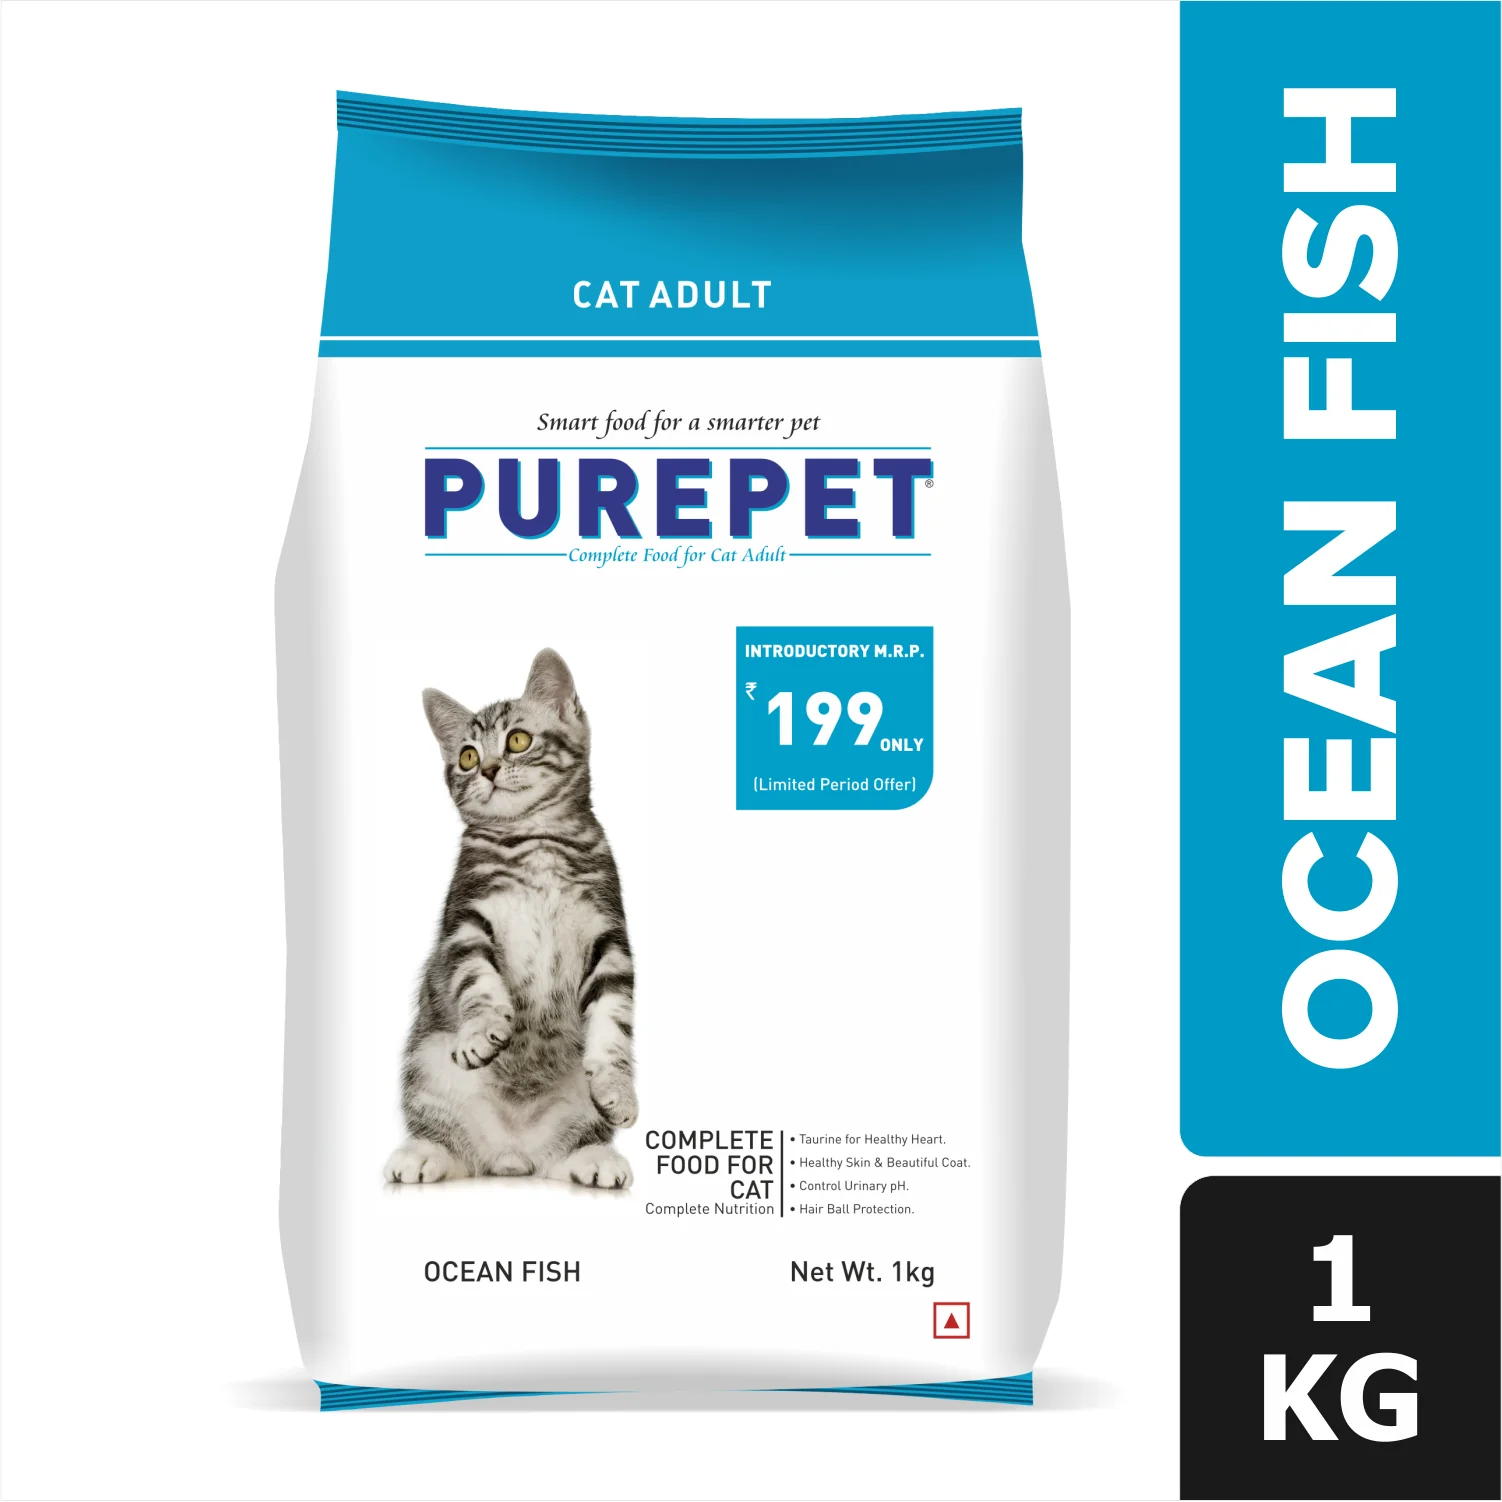 CAT ADULT
Smart food for a smarter pet
PUREPET®
Complete Food for Cat Adult
INTRODUCTORY M.R.P.
₹ 199 ONLY
(Limited Period Offer)
COMPLETE
FOOD FOR
CAT
Complete Nutrition
• Taurine for Healthy Heart.
• Healthy Skin & Beautiful Coat.
• Control Urinary pH.
• Hair Ball Protection.
OCEAN FISH
Net Wt. 1kg
OCEAN FISH
1
KG